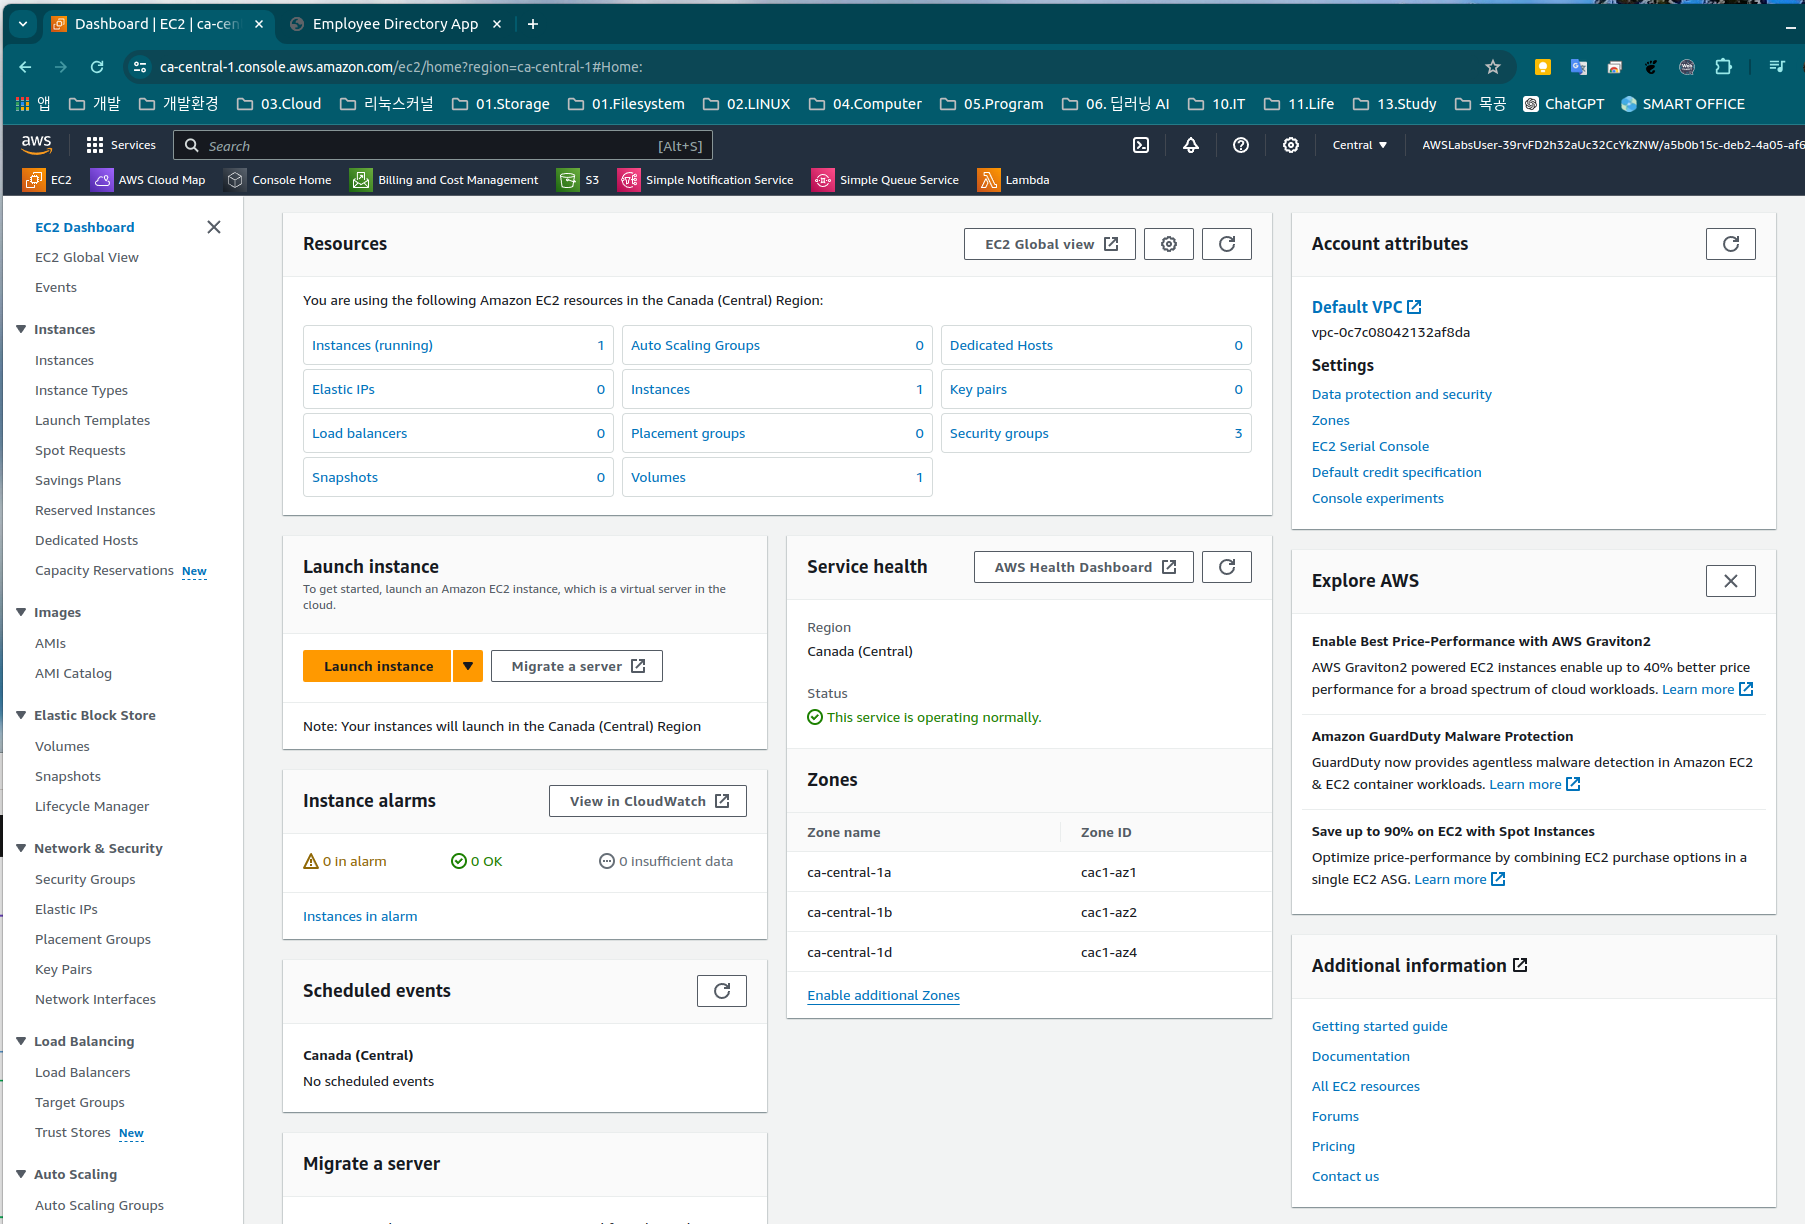 Dashboard | EC2 | ca-cen
Employee Directory App
ca-central-1.console.aws.amazon.com/ec2/home?region=ca-central-1#Home:
앱
개발
개발환경
03.Cloud
리눅스커널
01.Storage
01.Filesystem
02.LINUX
04.Computer
05.Program
06. 딥러닝 AI
10.IT
11.Life
13.Study
목공
ChatGPT
SMART OFFICE
aws
Services
Search
[Alt+S]
Central
AWSLabsUser-39rvFD2h32aUc32CcYkZNW/a5b0b15c-deb2-4a05-af6
EC2
AWS Cloud Map
Console Home
Billing and Cost Management
S3
Simple Notification Service
Simple Queue Service
Lambda
EC2 Dashboard
EC2 Global View
Events
Instances
Instances
Instance Types
Launch Templates
Spot Requests
Savings Plans
Reserved Instances
Dedicated Hosts
Capacity Reservations New
Images
AMIs
AMI Catalog
Elastic Block Store
Volumes
Snapshots
Lifecycle Manager
Network & Security
Security Groups
Elastic IPs
Placement Groups
Key Pairs
Network Interfaces
Load Balancing
Load Balancers
Target Groups
Trust Stores New
Auto Scaling
Auto Scaling Groups
Resources
EC2 Global view
You are using the following Amazon EC2 resources in the Canada (Central) Region:
Instances (running) 1
Auto Scaling Groups 0
Dedicated Hosts 0
Elastic IPs 0
Instances 1
Key pairs 0
Load balancers 0
Placement groups 0
Security groups 3
Snapshots 0
Volumes 1
Launch instance
To get started, launch an Amazon EC2 instance, which is a virtual server in the
cloud.
Launch instance
Migrate a server
Note: Your instances will launch in the Canada (Central) Region
Instance alarms
View in CloudWatch
0 in alarm
0 OK
0 insufficient data
Instances in alarm
Scheduled events
Canada (Central)
No scheduled events
Migrate a server
Service health
AWS Health Dashboard
Region
Canada (Central)
Status
This service is operating normally.
Zones
Zone name
Zone ID
ca-central-1a
cac1-az1
ca-central-1b
cac1-az2
ca-central-1d
cac1-az4
Enable additional Zones
Account attributes
Default VPC
vpc-0c7c08042132af8da
Settings
Data protection and security
Zones
EC2 Serial Console
Default credit specification
Console experiments
Explore AWS
Enable Best Price-Performance with AWS Graviton2
AWS Graviton2 powered EC2 instances enable up to 40% better price
performance for a broad spectrum of cloud workloads. Learn more
Amazon GuardDuty Malware Protection
GuardDuty now provides agentless malware detection in Amazon EC2
& EC2 container workloads. Learn more
Save up to 90% on EC2 with Spot Instances
Optimize price-performance by combining EC2 purchase options in a
single EC2 ASG. Learn more
Additional information
Getting started guide
Documentation
All EC2 resources
Forums
Pricing
Contact us